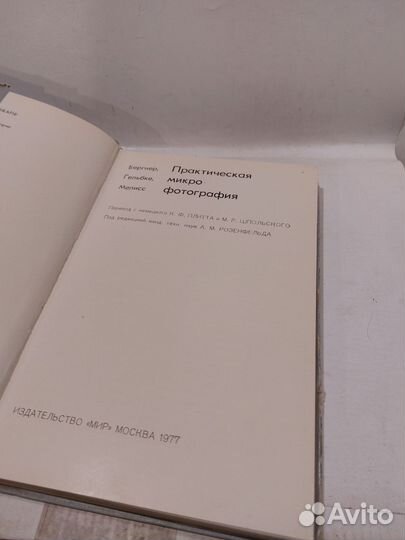 Бергнер, Практическая
Гельбке, микро
Мелисс фотография
Перевод с немецкого К. Ф. ПЛИТТА и М. Р. ШПОЛЬСКОГО
Под редакцией канд. техн. наук А. М. РОЗЕНФЕЛЬДА
ИЗДАТЕЛЬСТВО «МИР» МОСКВА 1977
Avito